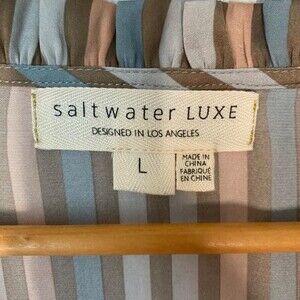 saltwater LUXE
DESIGNED IN LOS ANGELES
L
MADE IN
CHINA
FABRIQUÉ
EN CHINE